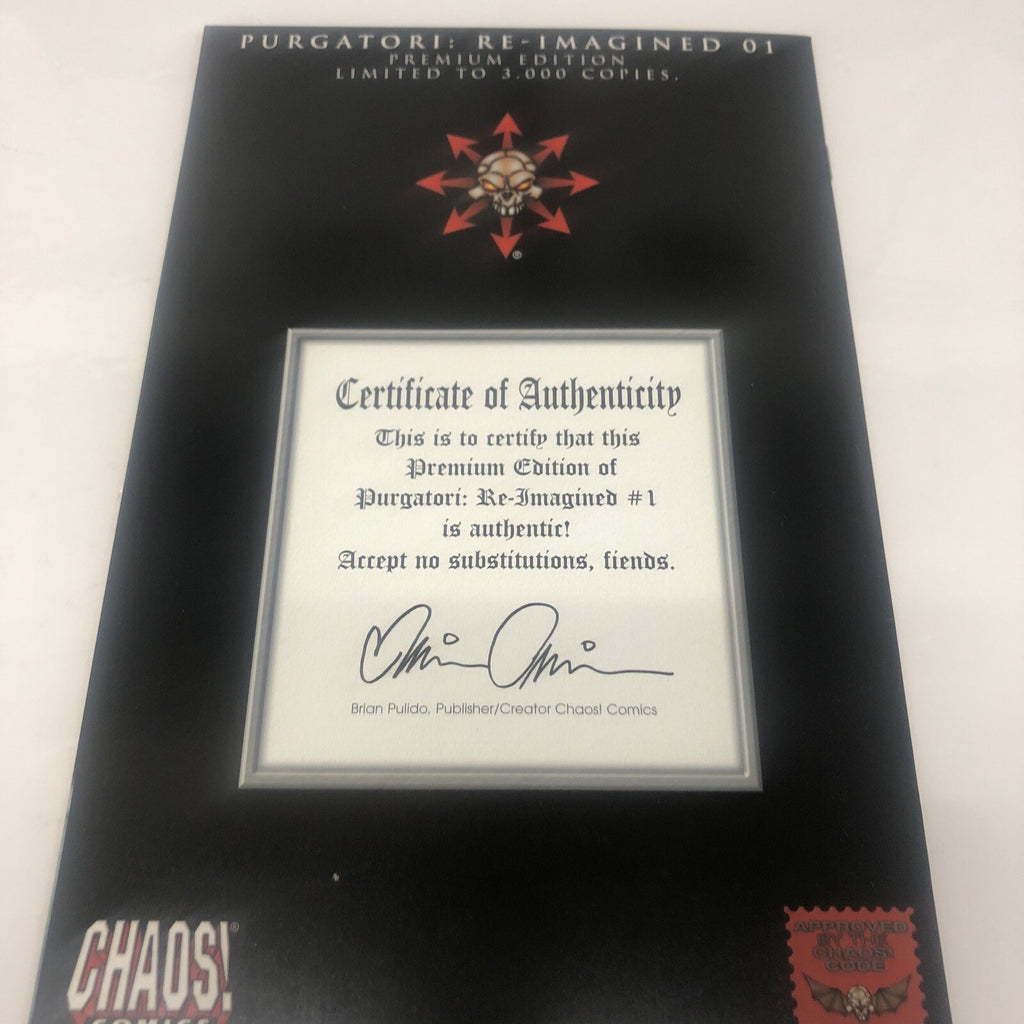 PURGATORI: RE-IMAGINED 01
PREMIUM EDITION
LIMITED TO 3,000 COPIES.
®
Certificate of Authenticity
This is to certify that this
Premium Edition of
Purgatori: Re-Imagined #1
is authentic!
Accept no substitutions, fiends.
Brian Pulido, Publisher/Creator Chaos! Comics
CHAOS!®
COMICS
APPROVED
BY THE
CHAOS!
CODE